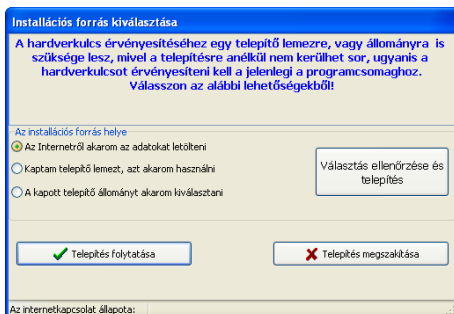 Installációs forrás kiválasztása
A hardverkulcs érvényesítéséhez egy telepítő lemezre, vagy állományra is
szüksége lesz, mivel a telepítésre anélkül nem kerülhet sor, ugyanis a
hardverkulcsot érvényesíteni kell a jelenlegi a programcsomaghoz.
Válasszon az alábbi lehetőségekből!
Az installációs forrás helye
Az Internetről akarom az adatokat letölteni
Kaptam telepítő lemezt, azt akarom használni
A kapott telepítő állományt akarom kiválasztani
Választás ellenőrzése és
telepítés
Telepítés folytatása
Telepítés megszakítása
Az internetkapcsolat állapota: